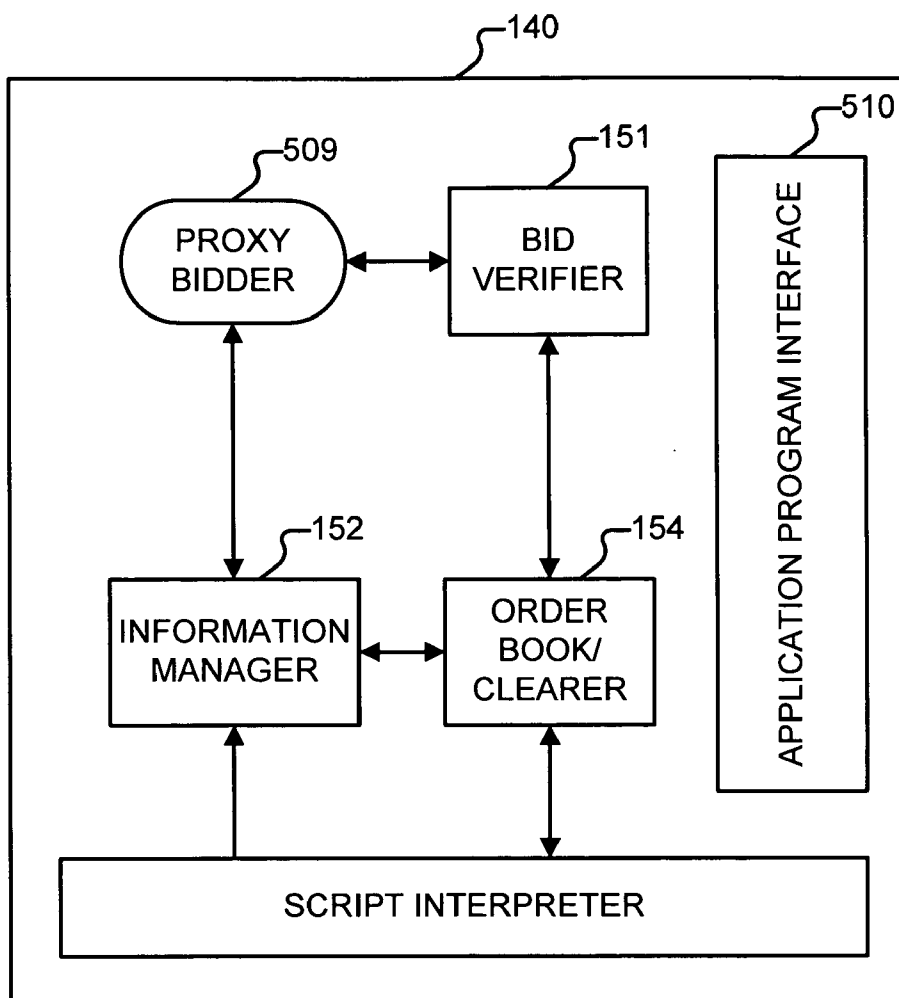 140
509
151
510
PROXY
BIDDER
BID
VERIFIER
APPLICATION PROGRAM INTERFACE
152
154
INFORMATION
MANAGER
ORDER
BOOK/
CLEARER
SCRIPT INTERPRETER